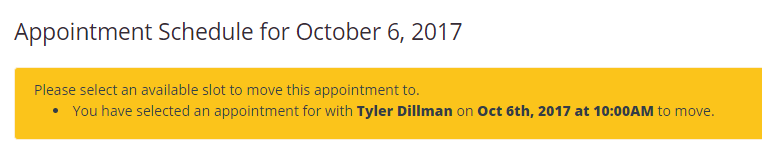 Appointment Schedule for October 6, 2017
Please select an available slot to move this appointment to.
• You have selected an appointment for with Tyler Dillman on Oct 6th, 2017 at 10:00AM to move.